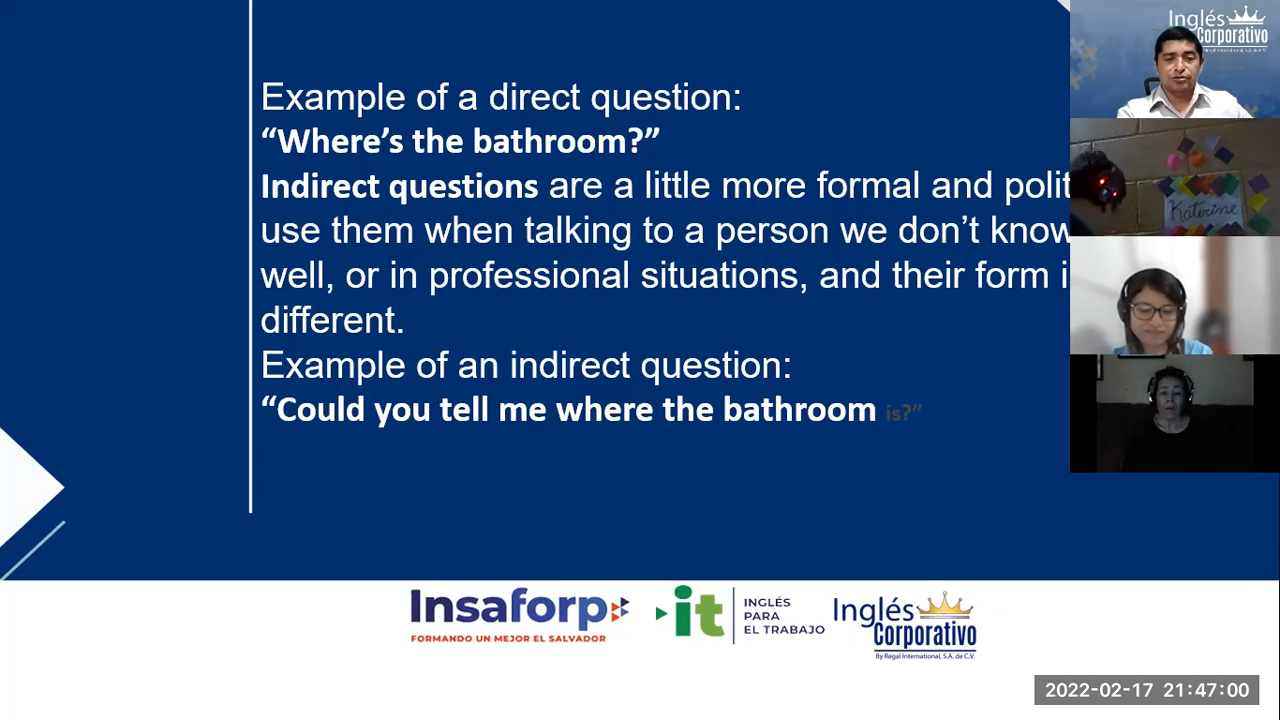 Example of a direct question:
“Where’s the bathroom?”
Indirect questions are a little more formal and polit
use them when talking to a person we don’t know
well, or in professional situations, and their form i
different.
Example of an indirect question:
“Could you tell me where the bathroom is?”
Inglés
Corporativo
Katerine
Insaforp
FORMANDO UN MEJOR EL SALVADOR
it
INGLÉS
PARA
EL TRABAJO
Inglés
Corporativo
By Regal International, S.A. de C.V.
2022-02-17 21:47:00